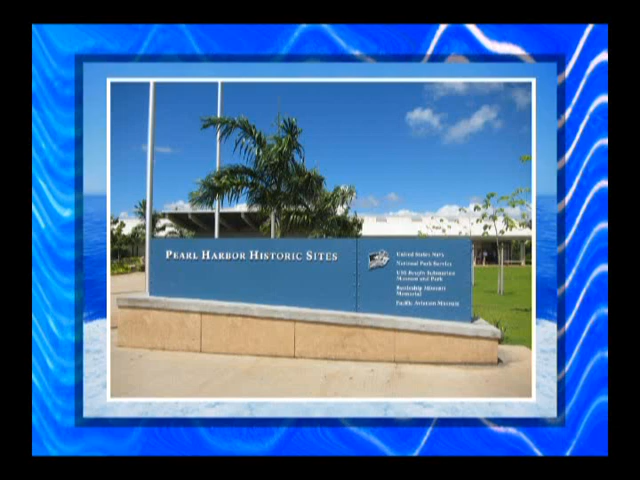 PEARL HARBOR HISTORIC SITES
United States Navy
National Park Service
USS Bowfin Submarine
Museum and Park
Battleship Missouri
Memorial
Pacific Aviation Museum